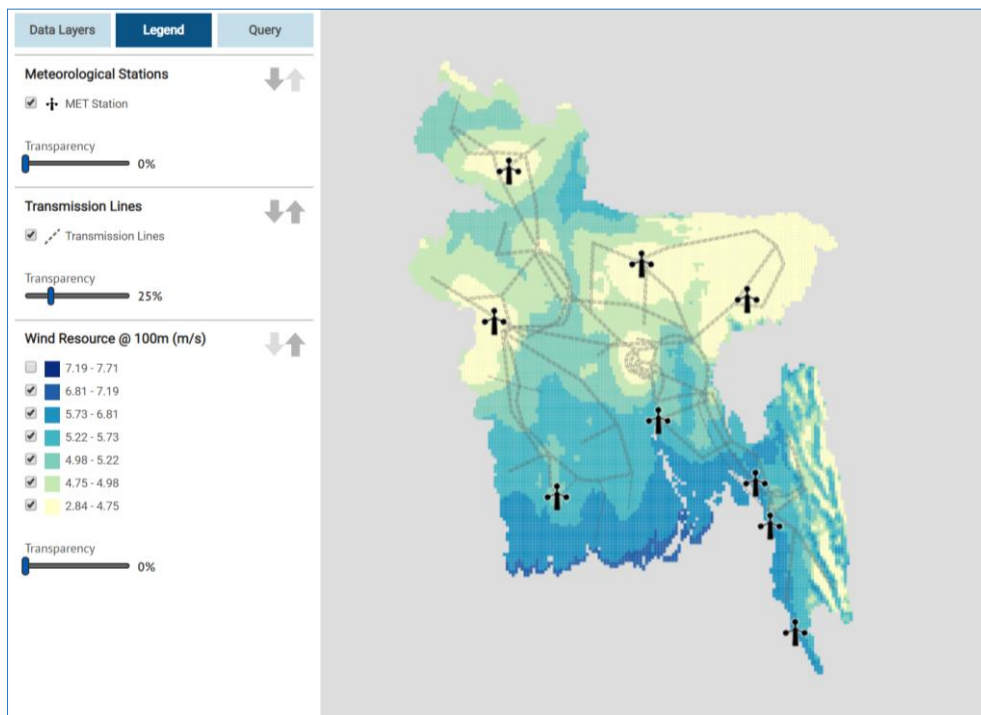 Data Layers
Legend
Query
Meteorological Stations
MET Station
Transparency
0%
Transmission Lines
Transmission Lines
Transparency
25%
Wind Resource @ 100m (m/s)
7.19 - 7.71
6.81 - 7.19
5.73 - 6.81
5.22 - 5.73
4.98 - 5.22
4.75 - 4.98
2.84 - 4.75
Transparency
0%